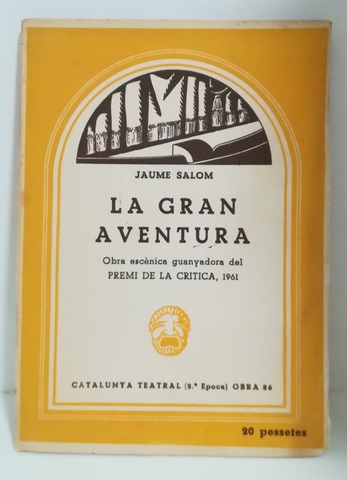 JAUME SALOM
LA GRAN
AVENTURA
Obra escènica guanyadora del
PREMI DE LA CRITICA, 1961
CATALUNYA TEATRAL (2.ª Epoca) OBRA 86
20 pessetes